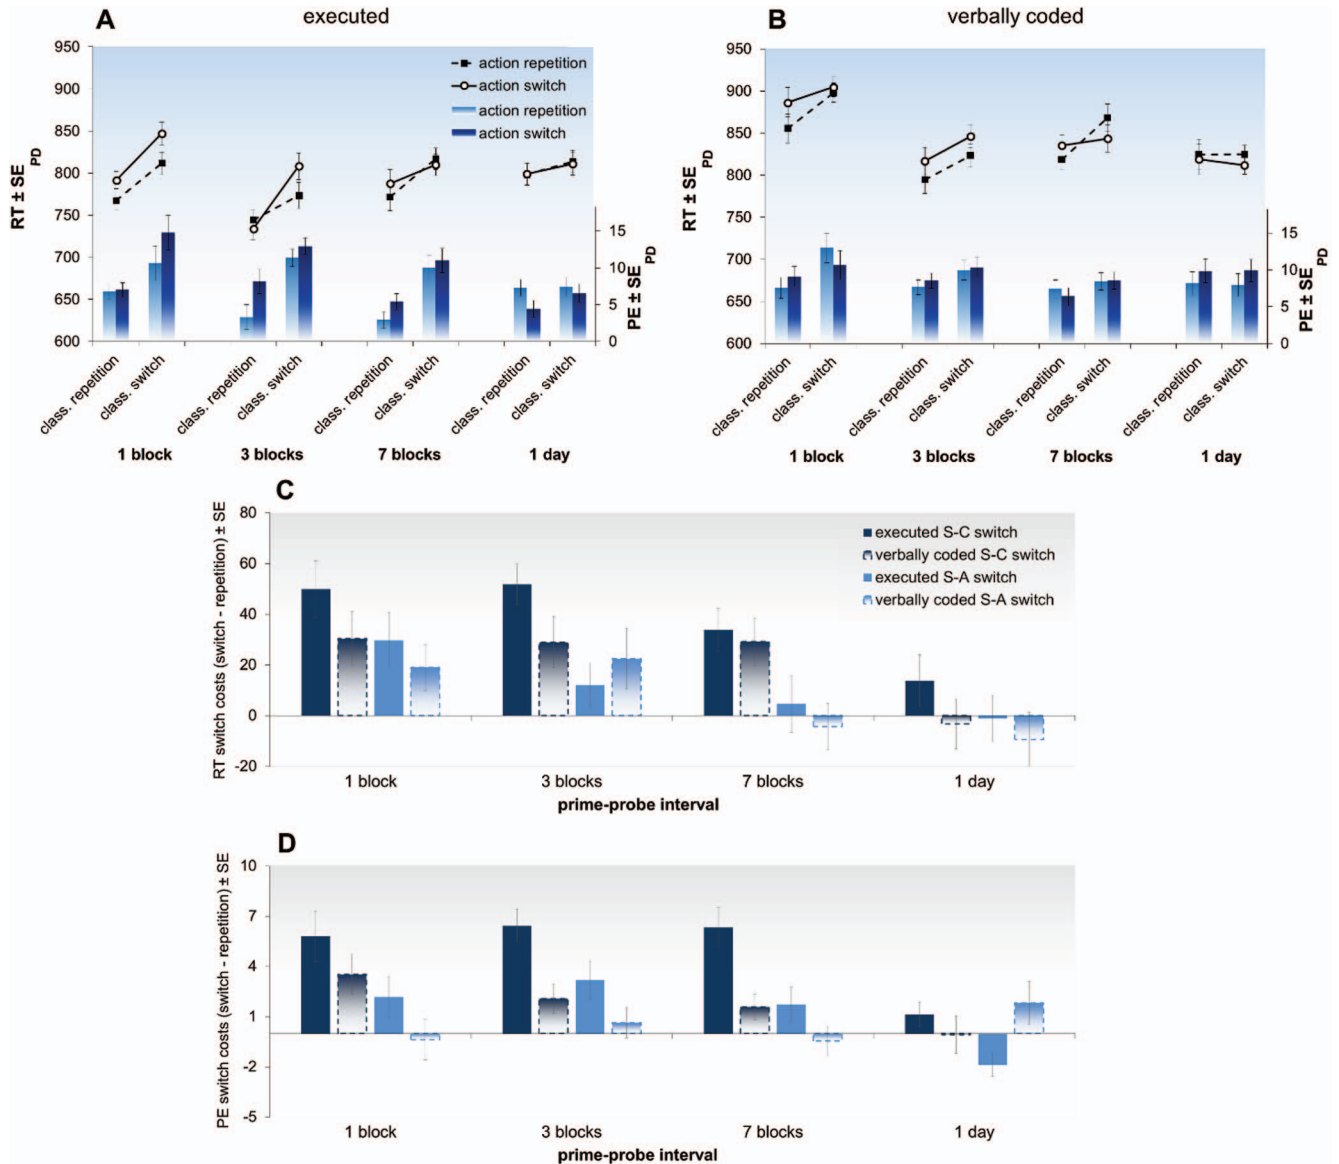 A executed
950
900
850
800
750
700
650
600
RT ± SE PD
action repetition
action switch
action repetition
action switch
15
10
5
0
PE ± SE PD
class. repetition
class. switch
class. repetition
class. switch
class. repetition
class. switch
class. repetition
class. switch
1 block 3 blocks 7 blocks 1 day
B verbally coded
950
900
850
800
750
700
650
600
RT ± SE PD
15
10
5
0
PE ± SE PD
class. repetition
class. switch
class. repetition
class. switch
class. repetition
class. switch
class. repetition
class. switch
1 block 3 blocks 7 blocks 1 day
C
RT switch costs (switch - repetition) ± SE
80
60
40
20
0
-20
executed S-C switch
verbally coded S-C switch
executed S-A switch
verbally coded S-A switch
1 block 3 blocks 7 blocks 1 day
prime-probe interval
D
PE switch costs (switch - repetition) ± SE
10
7
4
1
-2
-5
1 block 3 blocks 7 blocks 1 day
prime-probe interval